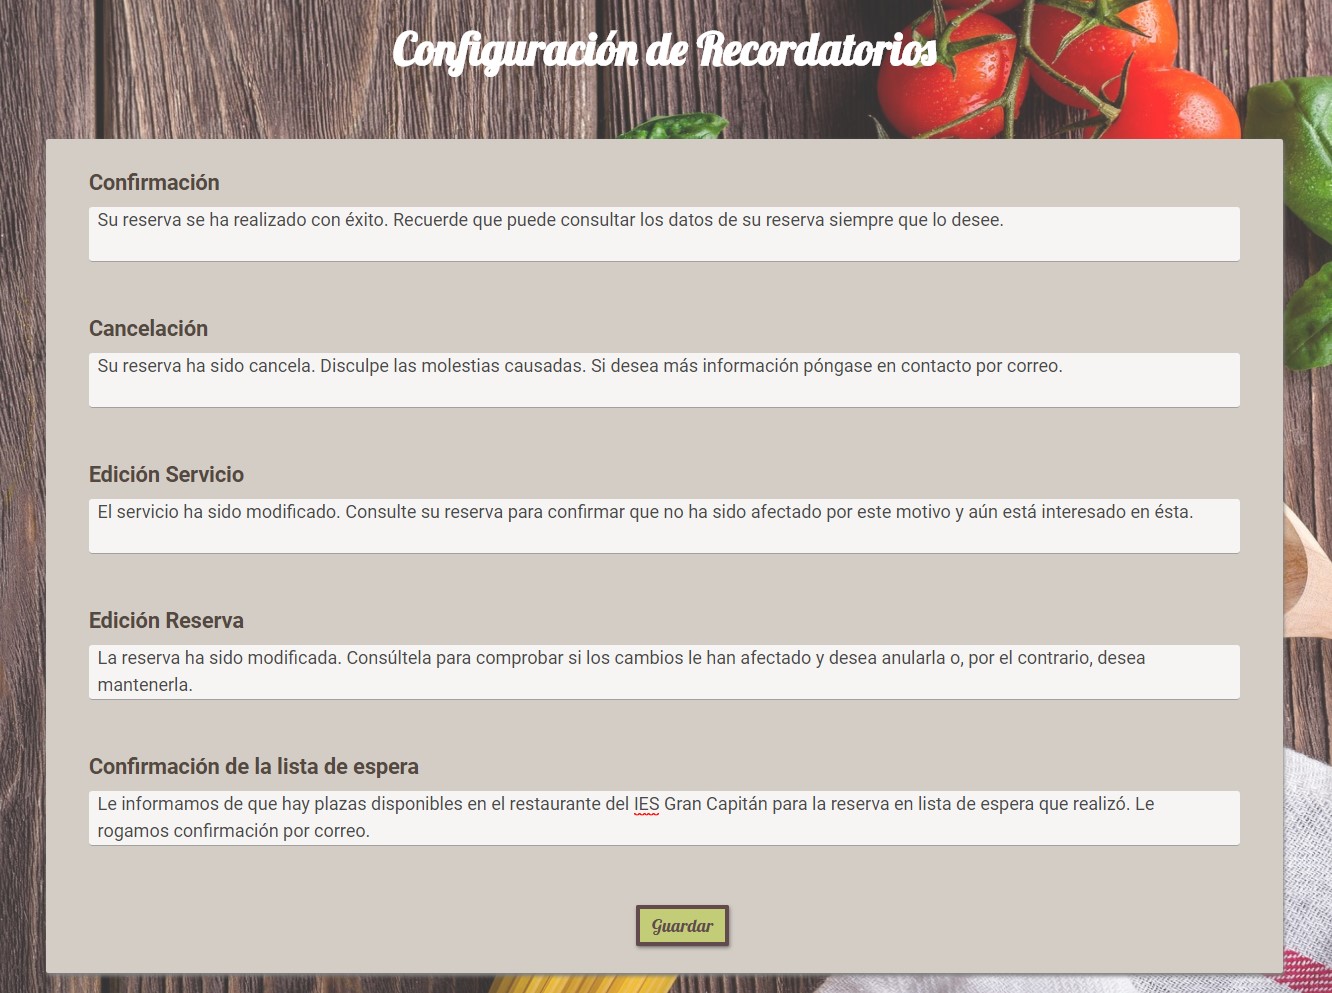 Configuración de Recordatorios
Confirmación
Su reserva se ha realizado con éxito. Recuerde que puede consultar los datos de su reserva siempre que lo desee.
Cancelación
Su reserva ha sido cancela. Disculpe las molestias causadas. Si desea más información póngase en contacto por correo.
Edición Servicio
El servicio ha sido modificado. Consulte su reserva para confirmar que no ha sido afectado por este motivo y aún está interesado en ésta.
Edición Reserva
La reserva ha sido modificada. Consúltela para comprobar si los cambios le han afectado y desea anularla o, por el contrario, desea
mantenerla.
Confirmación de la lista de espera
Le informamos de que hay plazas disponibles en el restaurante del IES Gran Capitán para la reserva en lista de espera que realizó. Le
rogamos confirmación por correo.
Guardar